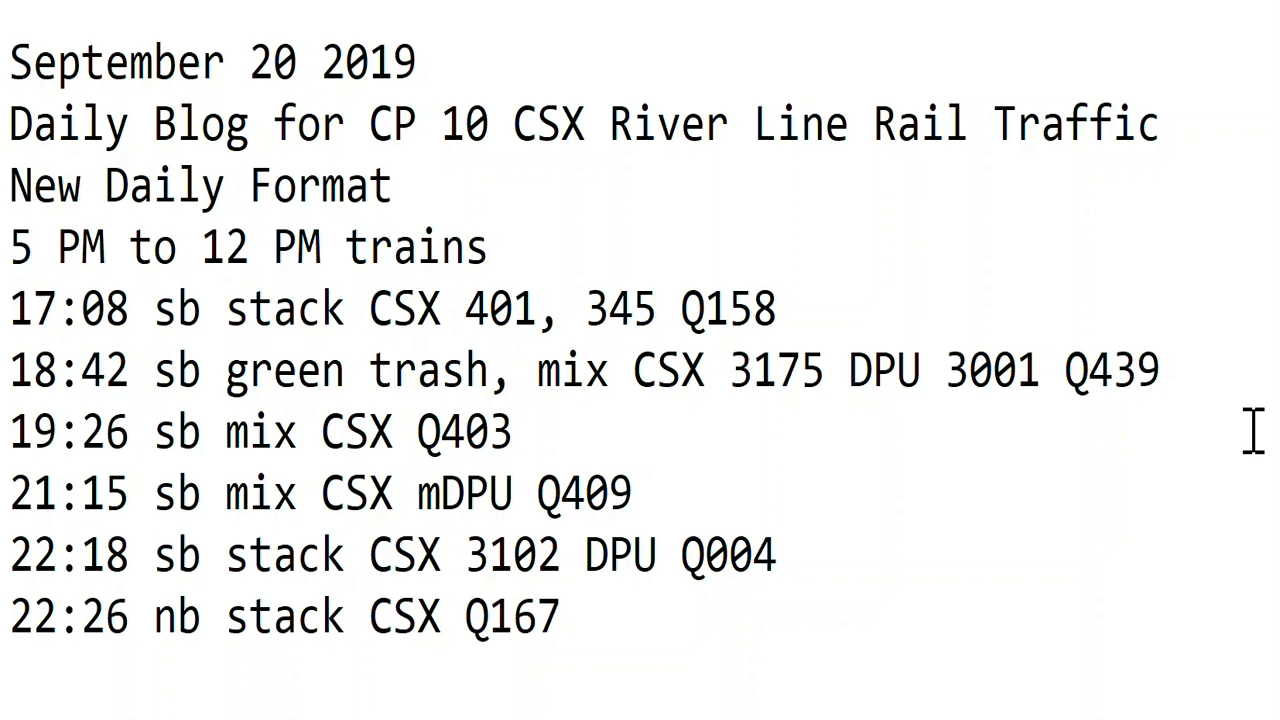 September 20 2019
Daily Blog for CP 10 CSX River Line Rail Traffic
New Daily Format
5 PM to 12 PM trains
17:08 sb stack CSX 401, 345 Q158
18:42 sb green trash, mix CSX 3175 DPU 3001 Q439
19:26 sb mix CSX Q403
21:15 sb mix CSX mDPU Q409
22:18 sb stack CSX 3102 DPU Q004
22:26 nb stack CSX Q167